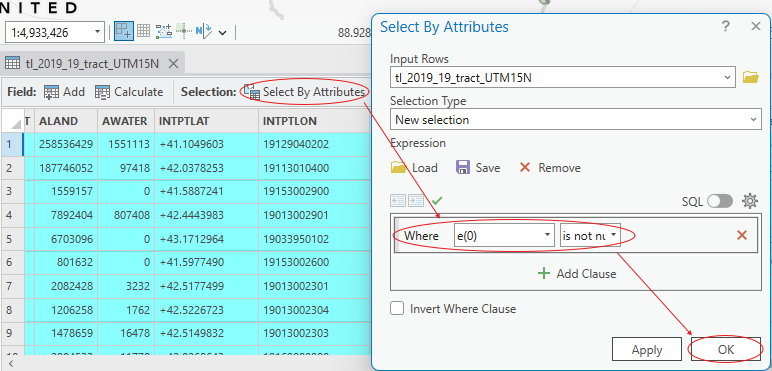 NITED
1:4,933,426
88.928
tl_2019_19_tract_UTM15N
Field: Add Calculate Selection: Select By Attributes
T ALAND AWATER INTPTLAT INTPTLON
1 258536429 1551113 +41.1049603 19129040202
2 187746052 97418 +42.0378253 19113010400
3 1559157 0 +41.5887241 19153002900
4 7892404 807408 +42.4443983 19013002901
5 6703096 0 +43.1712964 19033950102
6 801632 0 +41.5977490 19153002600
7 2082428 3232 +42.5177499 19013002301
8 1206258 1762 +42.5226723 19013002304
9 1478659 16478 +42.5149832 19013002303
Select By Attributes ?
Input Rows
tl_2019_19_tract_UTM15N
Selection Type
New selection
Expression
Load Save Remove
SQL
Where e(0) is not nu
Add Clause
Invert Where Clause
Apply OK